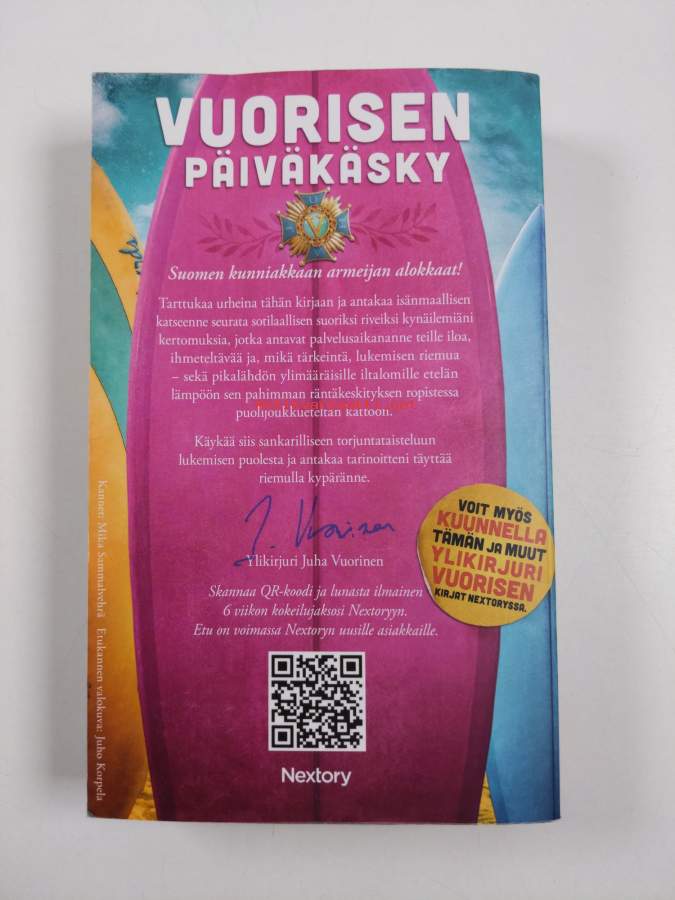 VUORISEN
PÄIVÄKÄSKY
Suomen kunniakkaan armeijan alokkaat!
Tarttukaa urheina tähän kirjaan ja antakaa isänmaallisen
katseenne seurata sotilaallisen suoriksi riveiksi kynäilemiäni
kertomuksia, jotka antavat palvelusaikananne teille iloa,
ihmeteltävää ja, mikä tärkeintä, lukemisen riemua
– sekä pikalähdön ylimääräisille iltalomille etelän
lämpöön sen pahimman räntäkeskityksen ropistessa
puolijoukkueteltan kattoon.
Käykää siis sankarilliseen torjuntataisteluun
lukemisen puolesta ja antakaa tarinoitteni täyttää
riemulla kypäränne.
J. Vuorinen
Ylikirjuri Juha Vuorinen
Skannaa QR-koodi ja lunasta ilmainen
6 viikon kokeilujaksosi Nextoryyn.
Etu on voimassa Nextoryn uusille asiakkaille.
Nextory
VOIT MYÖS
KUUNNELLA
TÄMÄN JA MUUT
YLIKIRJURI
VUORISEN
KIRJAT NEXTORYSSA.
Kannet: Mika Sammalvehrä Etukannen valokuva: Juho Korpela